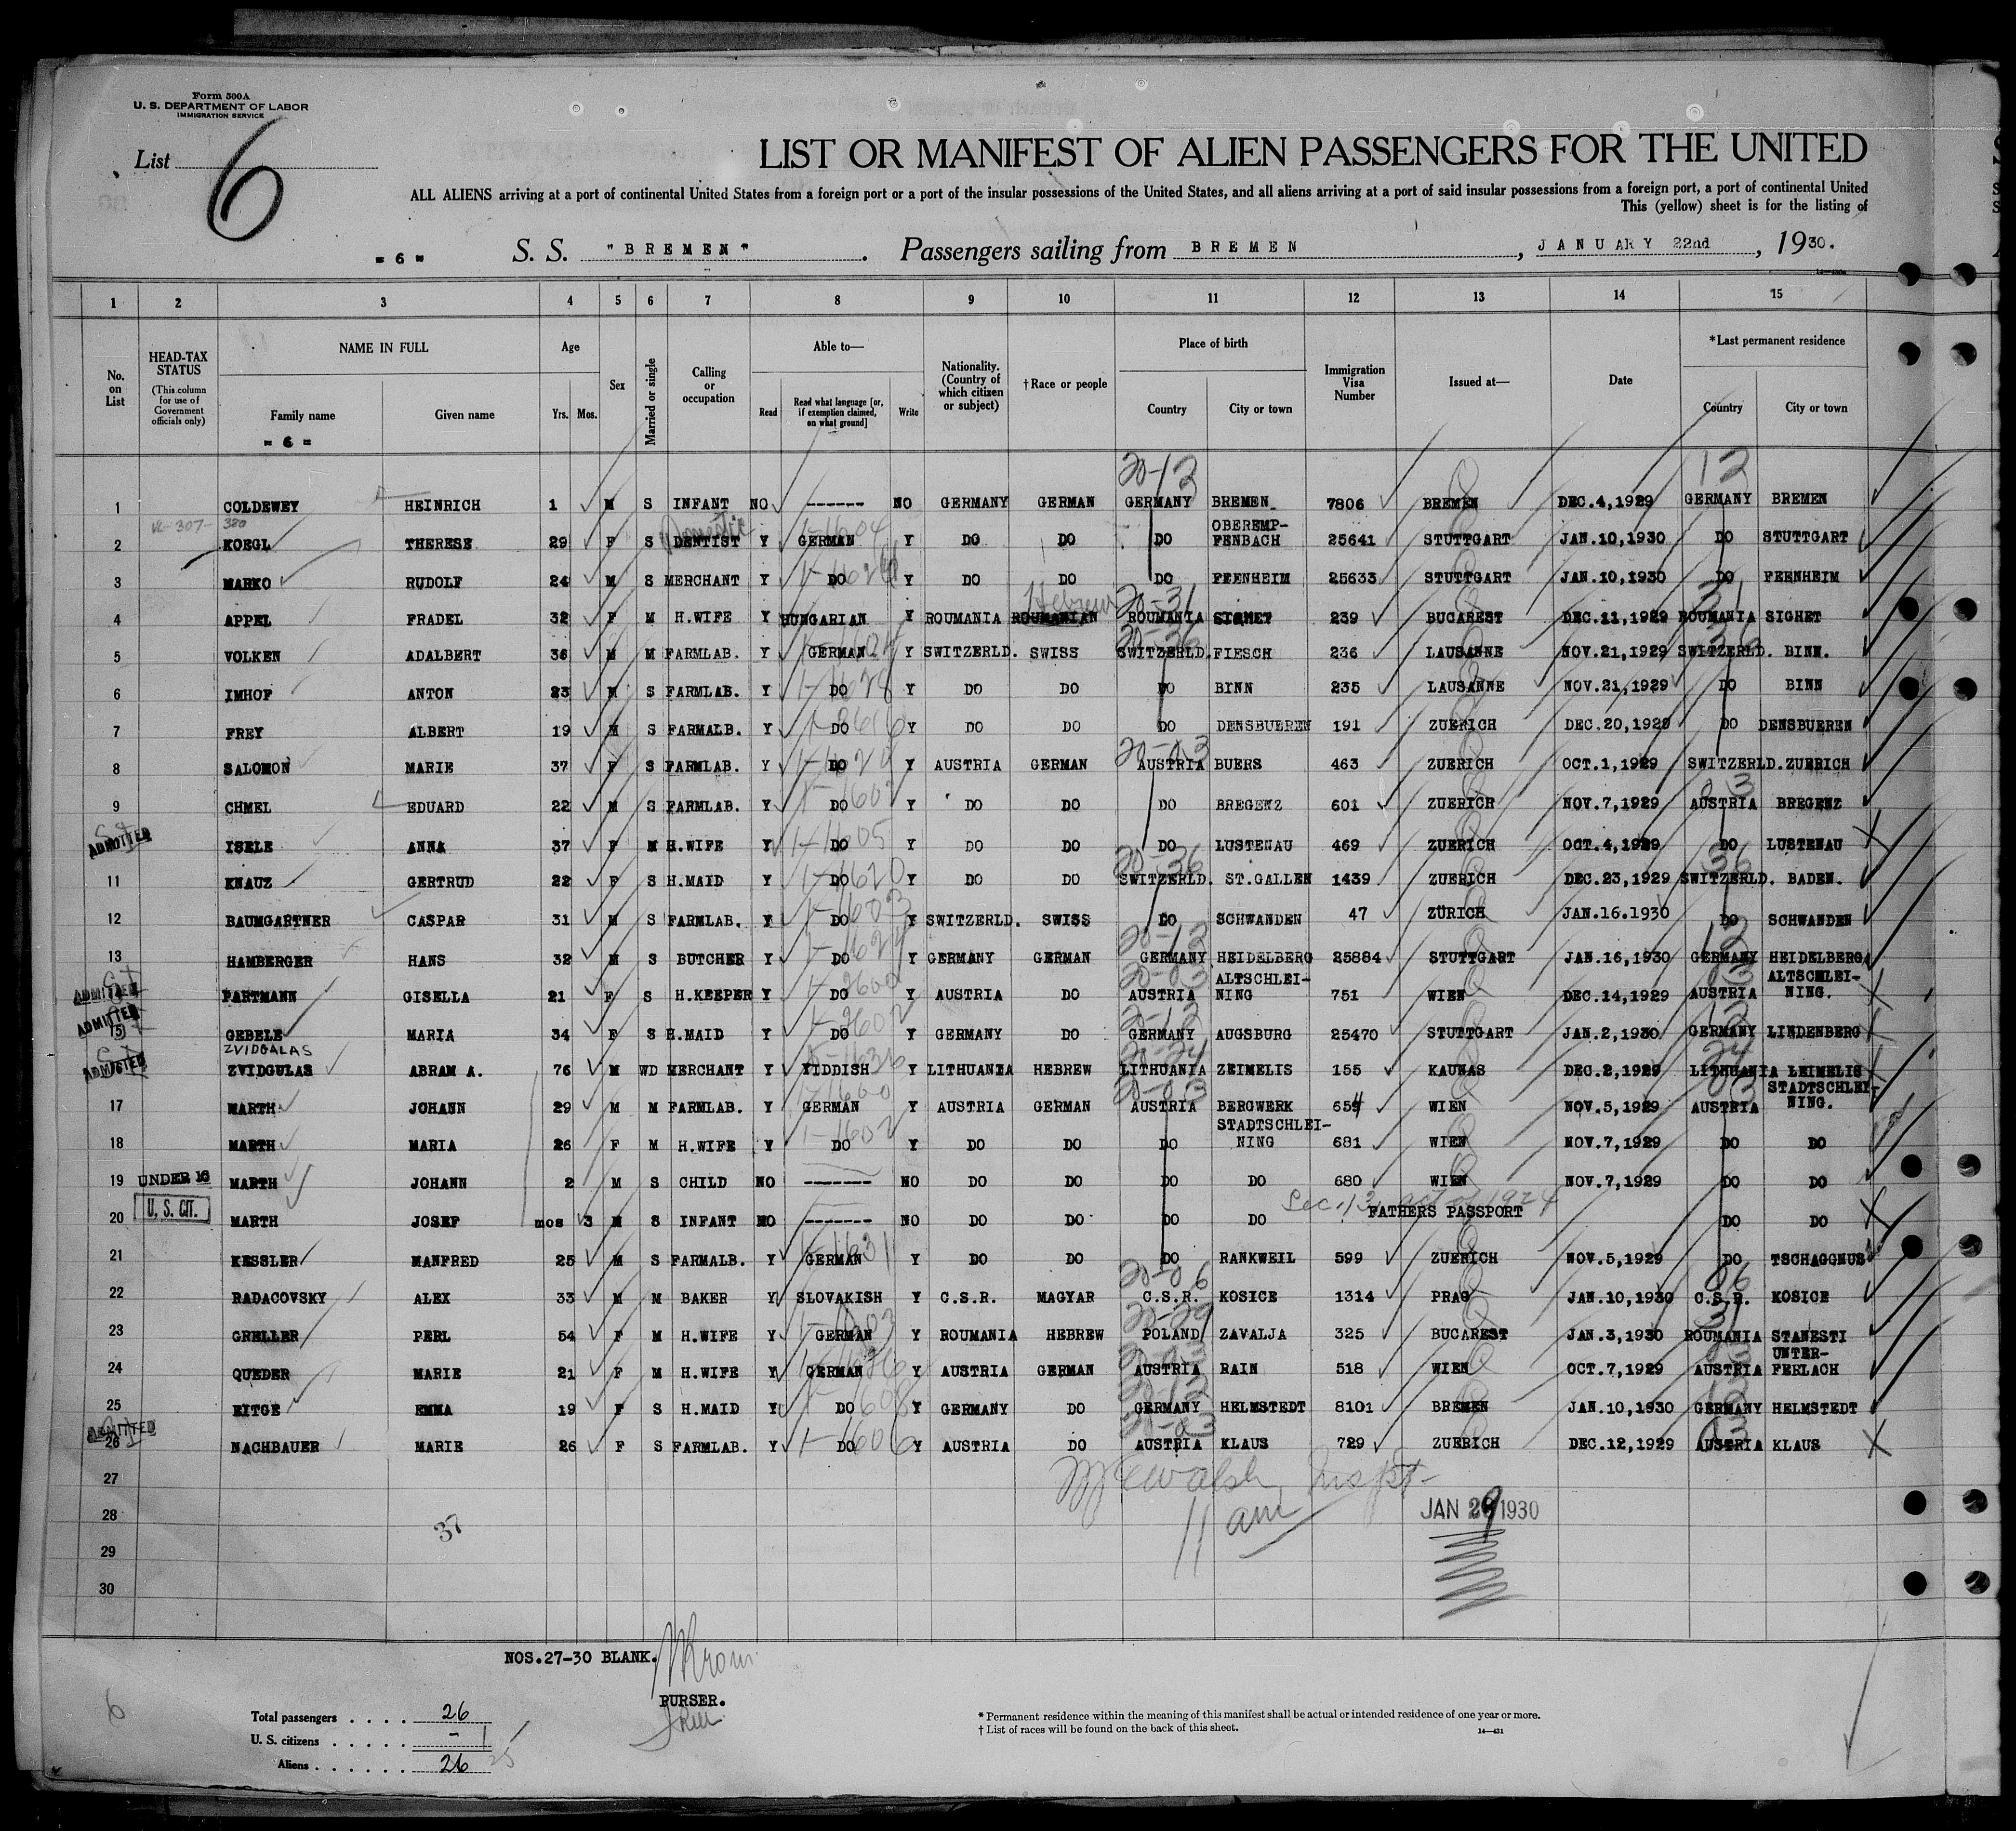 Form 500A
U. S. DEPARTMENT OF LABOR
IMMIGRATION SERVICE
List 6
LIST OR MANIFEST OF ALIEN PASSENGERS FOR THE UNITED
ALL ALIENS arriving at a port of continental United States from a foreign port or a port of the insular possessions of the United States, and all aliens arriving at a port of said insular possessions from a foreign port, a port of continental United
This (yellow) sheet is for the listing of
= 6 = S. S. "BREMEN". Passengers sailing from BREMEN, JANUARY 22nd, 1930.
1 2 3 4 5 6 7 8 9 10 11 12 13 14 15
No. on List
HEAD-TAX STATUS (This column for use of Government officials only)
NAME IN FULL Family name Given name
= 6 =
Age Yrs. Mos.
Sex
Married or single
Calling or occupation
Able to— Read Read what language [or, if exemption claimed, on what ground] Write
Nationality. (Country of which citizen or subject)
†Race or people
Place of birth Country City or town
Immigration Visa Number
Issued at—
Date
*Last permanent residence Country City or town
20-12 12
1 COLDEWEY HEINRICH 1 M S INFANT NO ------ NO GERMANY GERMAN GERMANY BREMEN 7806 BREMEN DEC.4,1929 GERMANY BREMEN
2 KOEGL THERESE 29 F S DENTIST Domestic Y GERMAN Y DO DO DO OBEREMP-FENBACH 25641 STUTTGART JAN.10,1930 DO STUTTGART
3 MARKO RUDOLF 24 M S MERCHANT Y DO Y DO DO DO FEENHEIM 25633 STUTTGART JAN.10,1930 DO FEENHEIM
4 APPEL FRADEL 32 F M H.WIFE Y HUNGARIAN Y ROUMANIA ROUMANIAN Hebrew ROUMANIA SIGHET 239 BUCAREST DEC.11,1929 ROUMANIA SIGHET
5 VOLKEN ADALBERT 36 M M FARMLAB. Y GERMAN Y SWITZERLD. SWISS SWITZERLD. FIESCH 236 LAUSANNE NOV.21,1929 SWITZERLD. BINN.
6 IMHOF ANTON 23 M S FARMLAB. Y DO Y DO DO DO BINN 235 LAUSANNE NOV.21,1929 DO BINN
7 FREY ALBERT 19 M S FARMALB. Y DO Y DO DO DO DENSBUEREN 191 ZUERICH DEC.20,1929 DO DENSBUEREN
8 SALOMON MARIE 37 F S FARMLAB. Y DO Y AUSTRIA GERMAN AUSTRIA BUERS 463 ZUERICH OCT.1,1929 SWITZERLD. ZUERICH
9 CHMEL EDUARD 22 M S FARMLAB. Y DO Y DO DO DO BREGENZ 601 ZUERICH NOV.7,1929 AUSTRIA BREGENZ
ADMITTED ISELE ANNA 37 F M H.WIFE Y DO Y DO DO DO LUSTENAU 469 ZUERICH OCT.4,1929 DO LUSTENAU
11 KNAUZ GERTRUD 22 F S H.MAID Y DO Y DO DO SWITZERLD. ST.GALLEN 1439 ZUERICH DEC.23,1929 SWITZERLD. BADEN.
12 BAUMGARTNER CASPAR 31 M S FARMLAB. Y DO Y SWITZERLD. SWISS DO SCHWANDEN 47 ZÜRICH JAN.16.1930 DO SCHWANDEN
13 HAMBERGER HANS 32 M S BUTCHER Y DO Y GERMANY GERMAN GERMANY HEIDELBERG 25884 STUTTGART JAN.16,1930 GERMANY HEIDELBERG
ADMITTED PARTMANN GISELLA 21 F S H.KEEPER Y DO Y AUSTRIA DO AUSTRIA ALTSCHLEI-NING 751 WIEN DEC.14,1929 AUSTRIA ALTSCHLEI-NING.
ADMITTED 15 GEBELE MARIA 34 F S H.MAID Y DO Y GERMANY DO GERMANY AUGSBURG 25470 STUTTGART JAN.2,1930 GERMANY LINDENBERG
ZVIDGALAS
ADMITTED ZVIDGULAS ABRAM A. 76 M WD MERCHANT Y YIDDISH Y LITHUANIA HEBREW LITHUANIA ZEIMELIS 155 KAUNAS DEC.2,1929 LITHUANIA LEIMELIS
17 MARTH JOHANN 29 M M FARMLAB. Y GERMAN Y AUSTRIA GERMAN AUSTRIA BERGWERK 654 WIEN NOV.5,1929 AUSTRIA STADTSCHLEI-NING.
18 MARTH MARIA 26 F M H.WIFE Y DO Y DO DO DO STADTSCHLEI-NING 681 WIEN NOV.7,1929 DO DO
19 UNDER 16 MARTH JOHANN 2 M S CHILD NO ------- NO DO DO DO DO 680 WIEN NOV.7,1929 DO DO
Sec. 13 act of 1924
20 U. S. CIT. MARTH JOSEF mos 3 M S INFANT NO ------- NO DO DO DO DO FATHERS PASSPORT DO DO
21 KESSLER MANFRED 25 M S FARMALB. Y GERMAN Y DO DO DO RANKWEIL 599 ZUERICH NOV.5,1929 DO TSCHAGGNUS
22 RADACOVSKY ALEX 33 M M BAKER Y SLOVAKISH Y C.S.R. MAGYAR C.S.R. KOSICE 1314 PRAG JAN.10,1930 C.S.R. KOSICE
23 GRELLER PERL 54 F M H.WIFE Y GERMAN Y ROUMANIA HEBREW POLAND ZAVALJA 325 BUCAREST JAN.3,1930 ROUMANIA STANESTI
24 QUEDER MARIE 21 F M H.WIFE Y GERMAN Y AUSTRIA GERMAN AUSTRIA RAIN 518 WIEN OCT.7,1929 AUSTRIA UNTER-FERLACH
25 EITGE EMMA 19 F S H.MAID Y DO Y GERMANY DO GERMANY HELMSTEDT 8101 BREMEN JAN.10,1930 GERMANY HELMSTEDT
ADMITTED 26 NACHBAUER MARIE 26 F S FARMLAB. Y DO Y AUSTRIA DO AUSTRIA KLAUS 729 ZUERICH DEC.12,1929 AUSTRIA KLAUS
27
28 JAN 29 1930
11 am
37
29
30
NOS.27-30 BLANK.
PURSER.
Total passengers . . . . 26
U. S. citizens . . . . . - 1
Aliens . . . . . . 26 25
* Permanent residence within the meaning of this manifest shall be actual or intended residence of one year or more.
† List of races will be found on the back of this sheet.
14—431
6